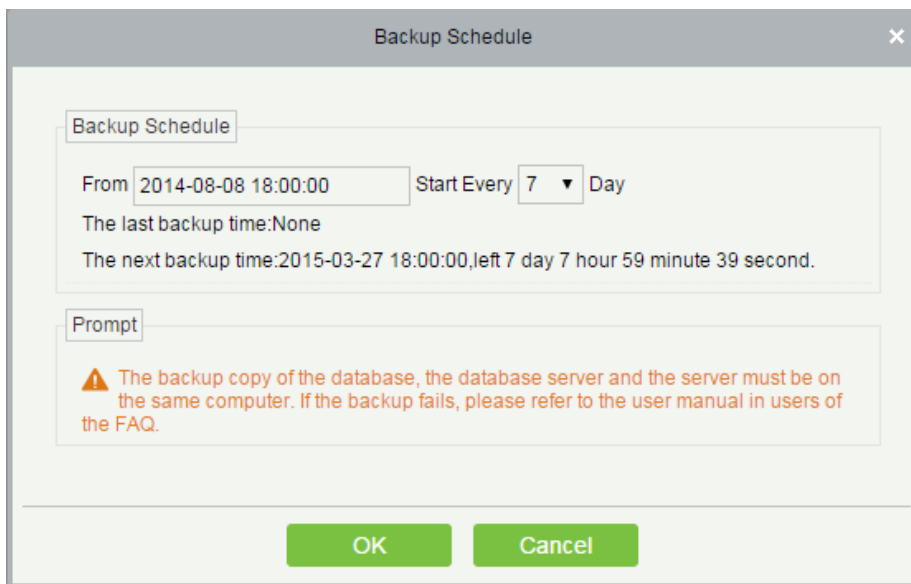 Backup Schedule
Backup Schedule
From 2014-08-08 18:00:00 Start Every 7 Day
The last backup time:None
The next backup time:2015-03-27 18:00:00,left 7 day 7 hour 59 minute 39 second.
Prompt
The backup copy of the database, the database server and the server must be on
the same computer. If the backup fails, please refer to the user manual in users of
the FAQ.
OK Cancel